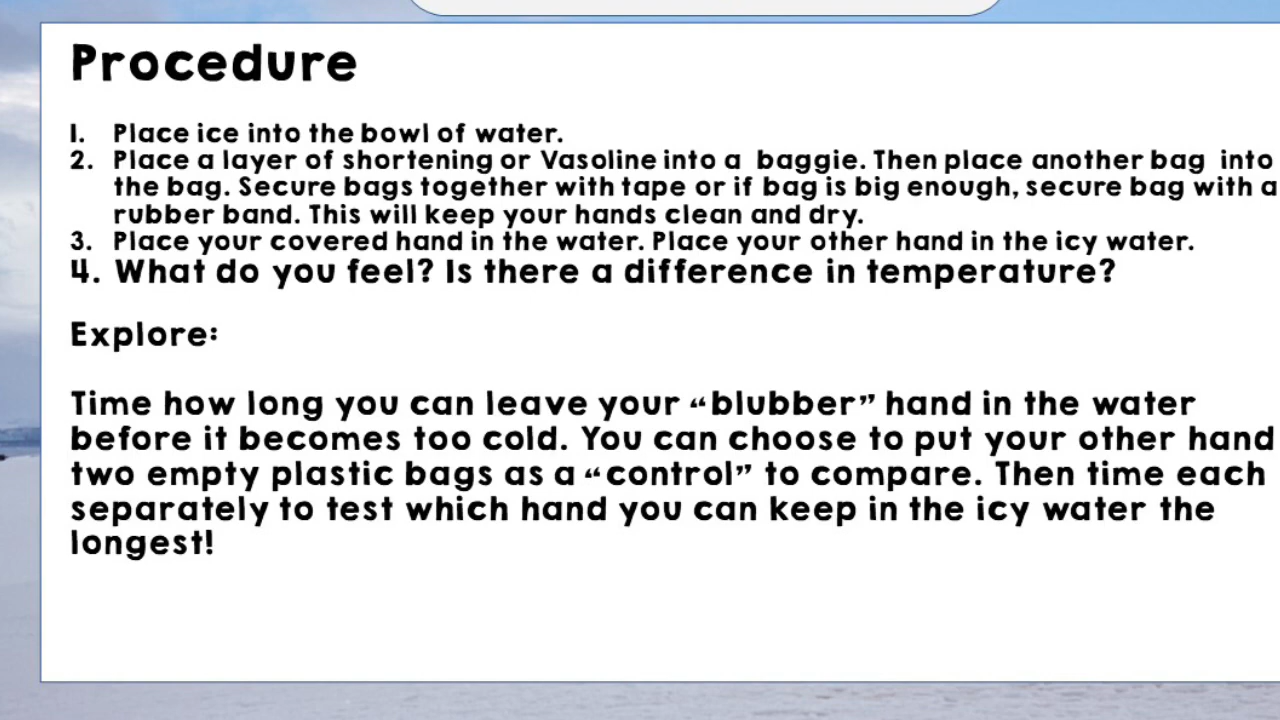 Procedure
1. Place ice into the bowl of water.
2. Place a layer of shortening or Vasoline into a baggie. Then place another bag into
the bag. Secure bags together with tape or if bag is big enough, secure bag with a
rubber band. This will keep your hands clean and dry.
3. Place your covered hand in the water. Place your other hand in the icy water.
4. What do you feel? Is there a difference in temperature?
Explore:
Time how long you can leave your “blubber” hand in the water
before it becomes too cold. You can choose to put your other hand
two empty plastic bags as a “control” to compare. Then time each
separately to test which hand you can keep in the icy water the
longest!